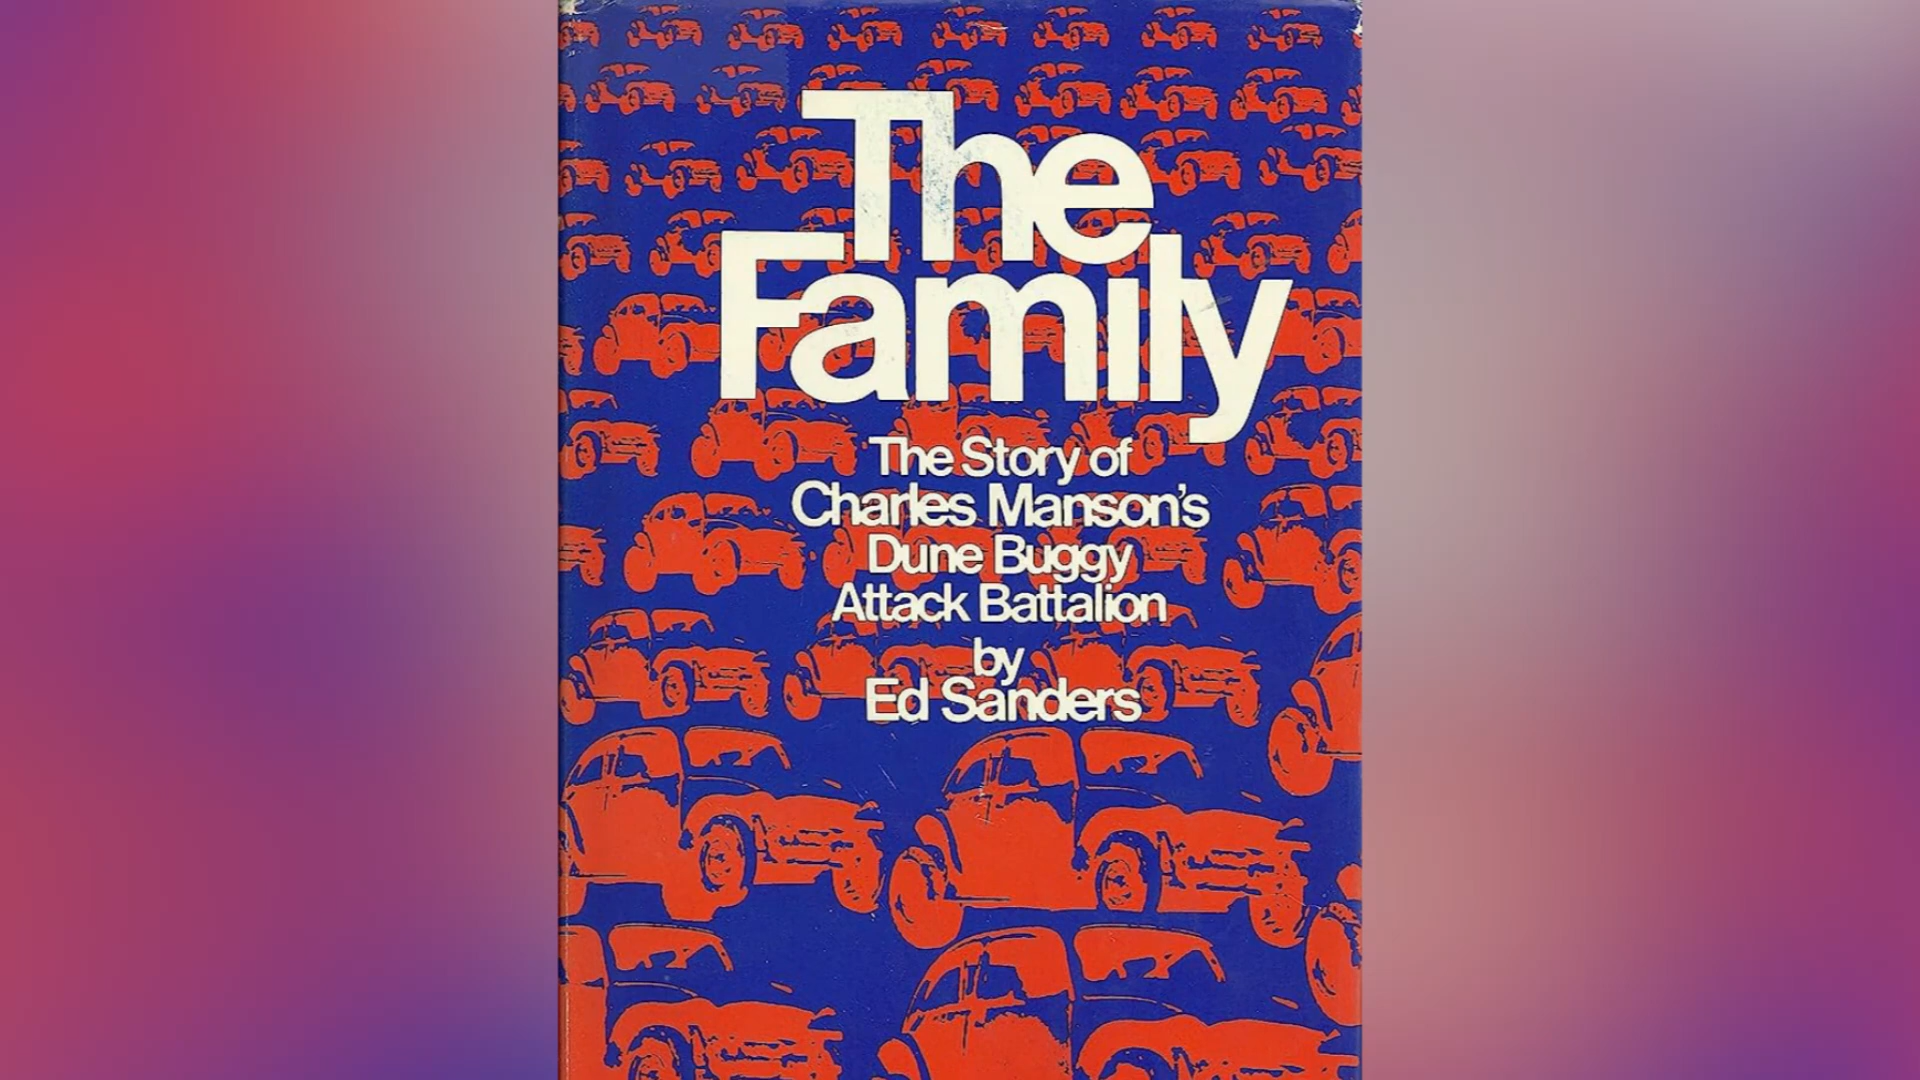 The
Family
The Story of
Charles Manson's
Dune Buggy
Attack Battalion
by
Ed Sanders